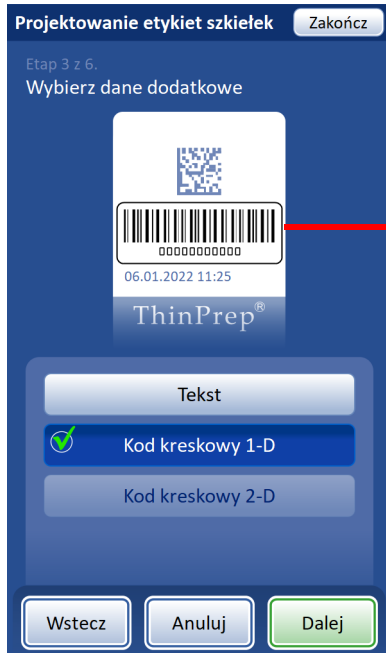 Projektowanie etykiet szkiełek Zakończ
Etap 3 z 6.
Wybierz dane dodatkowe
00000000000
06.01.2022 11:25
ThinPrep®
Tekst
Kod kreskowy 1-D
Kod kreskowy 2-D
Wstecz Anuluj Dalej